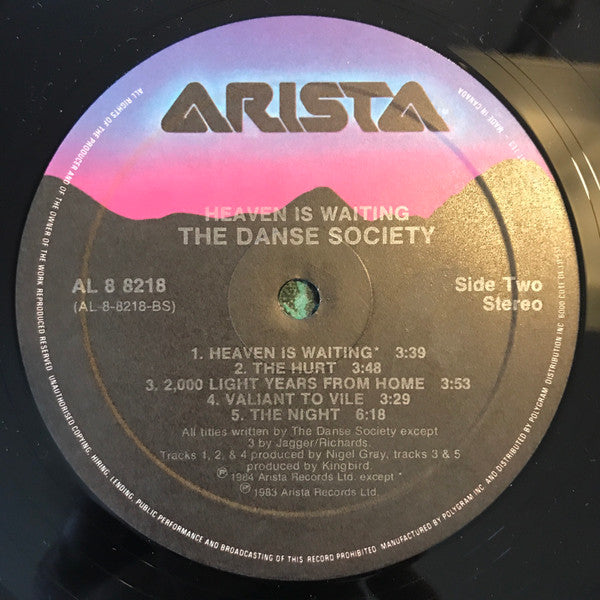 ARISTA
HEAVEN IS WAITING
THE DANSE SOCIETY
AL 8 8218
(AL-8-8218-BS)
Side Two
Stereo
1. HEAVEN IS WAITING* 3:39
2. THE HURT 3:48
3. 2,000 LIGHT YEARS FROM HOME 3:53
4. VALIANT TO VILE 3:29
5. THE NIGHT 6:18
All titles written by The Danse Society except
3 by Jagger/Richards.
Tracks 1, 2, & 4 produced by Nigel Gray, tracks 3 & 5
produced by Kingbird.
℗ 1984 Arista Records Ltd. except *
℗ 1983 Arista Records Ltd.
ALL RIGHTS OF THE PRODUCER AND OF THE OWNER OF THE WORK REPRODUCED RESERVED. UNAUTHORISED COPYING, HIRING, LENDING, PUBLIC PERFORMANCE AND BROADCASTING OF THIS RECORD PROHIBITED. MANUFACTURED BY POLYGRAM INC. AND DISTRIBUTED BY POLYGRAM DISTRIBUTION INC. 6000 COTE DE LIESSE
MADE IN CANADA